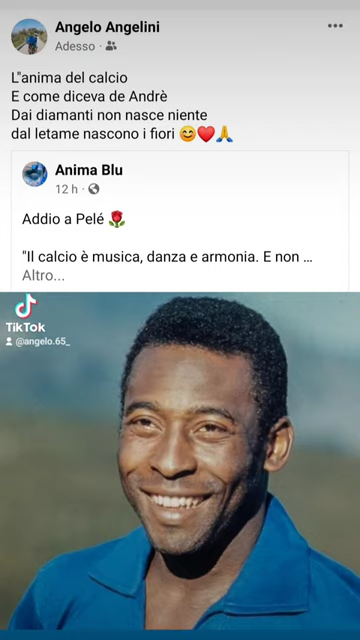 Angelo Angelini
Adesso ·
L"anima del calcio
E come diceva de Andrè
Dai diamanti non nasce niente
dal letame nascono i fiori 😊❤️🙏
Anima Blu
12 h ·
Addio a Pelé 🌹
"Il calcio è musica, danza e armonia. E non ...
Altro...
TikTok
@angelo.65_